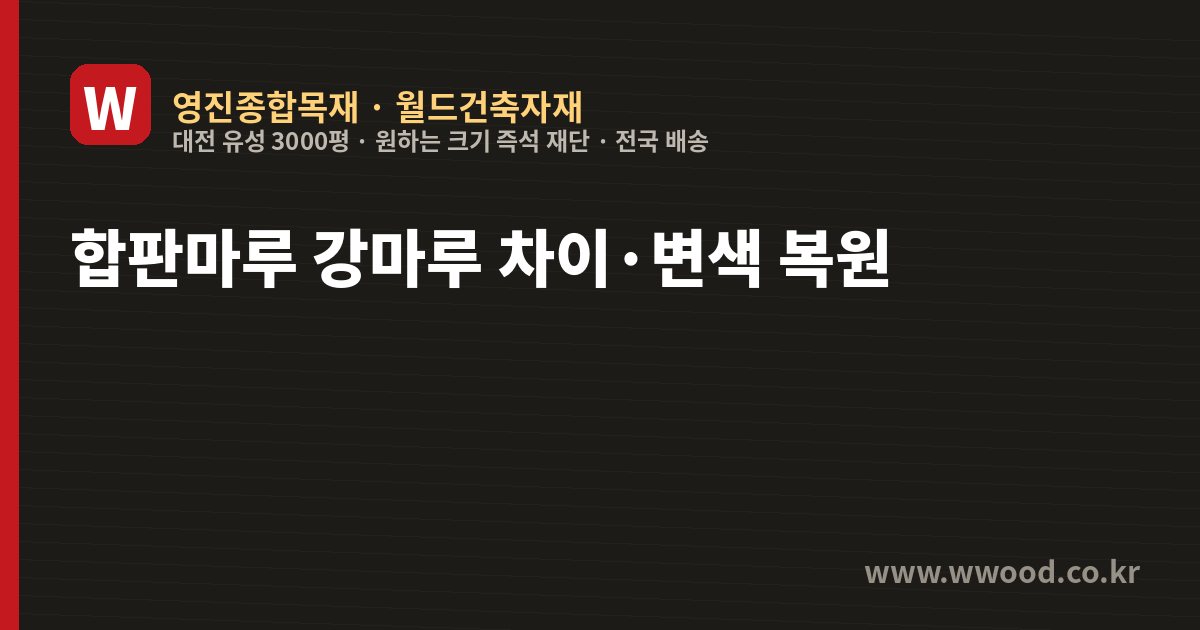 W
영진종합목재 · 월드건축자재
대전 유성 3000평 · 원하는 크기 즉석 재단 · 전국 배송
합판마루 강마루 차이·변색 복원
www.wwood.co.kr